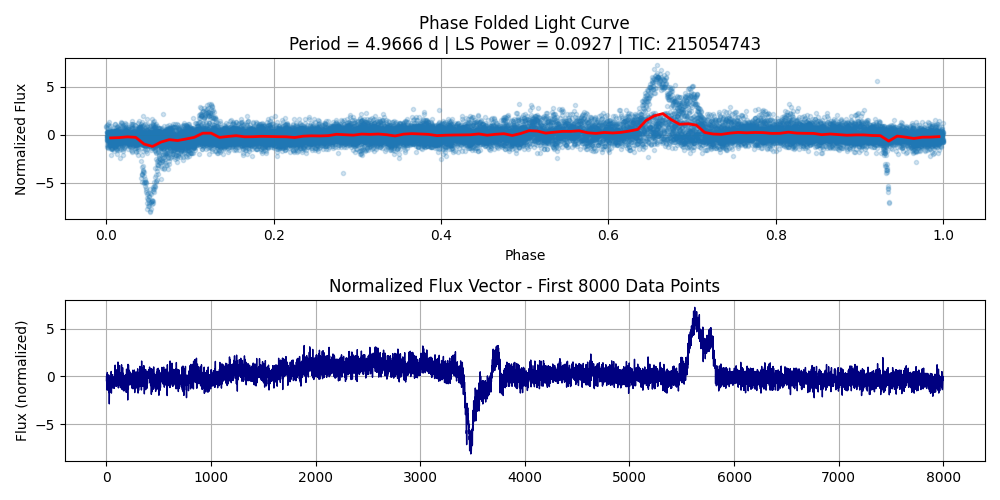 Phase Folded Light Curve
Period = 4.9666 d | LS Power = 0.0927 | TIC: 215054743
Normalized Flux
5
0
−5
0.0 0.2 0.4 0.6 0.8 1.0
Phase
Normalized Flux Vector - First 8000 Data Points
Flux (normalized)
5
0
−5
0 1000 2000 3000 4000 5000 6000 7000 8000